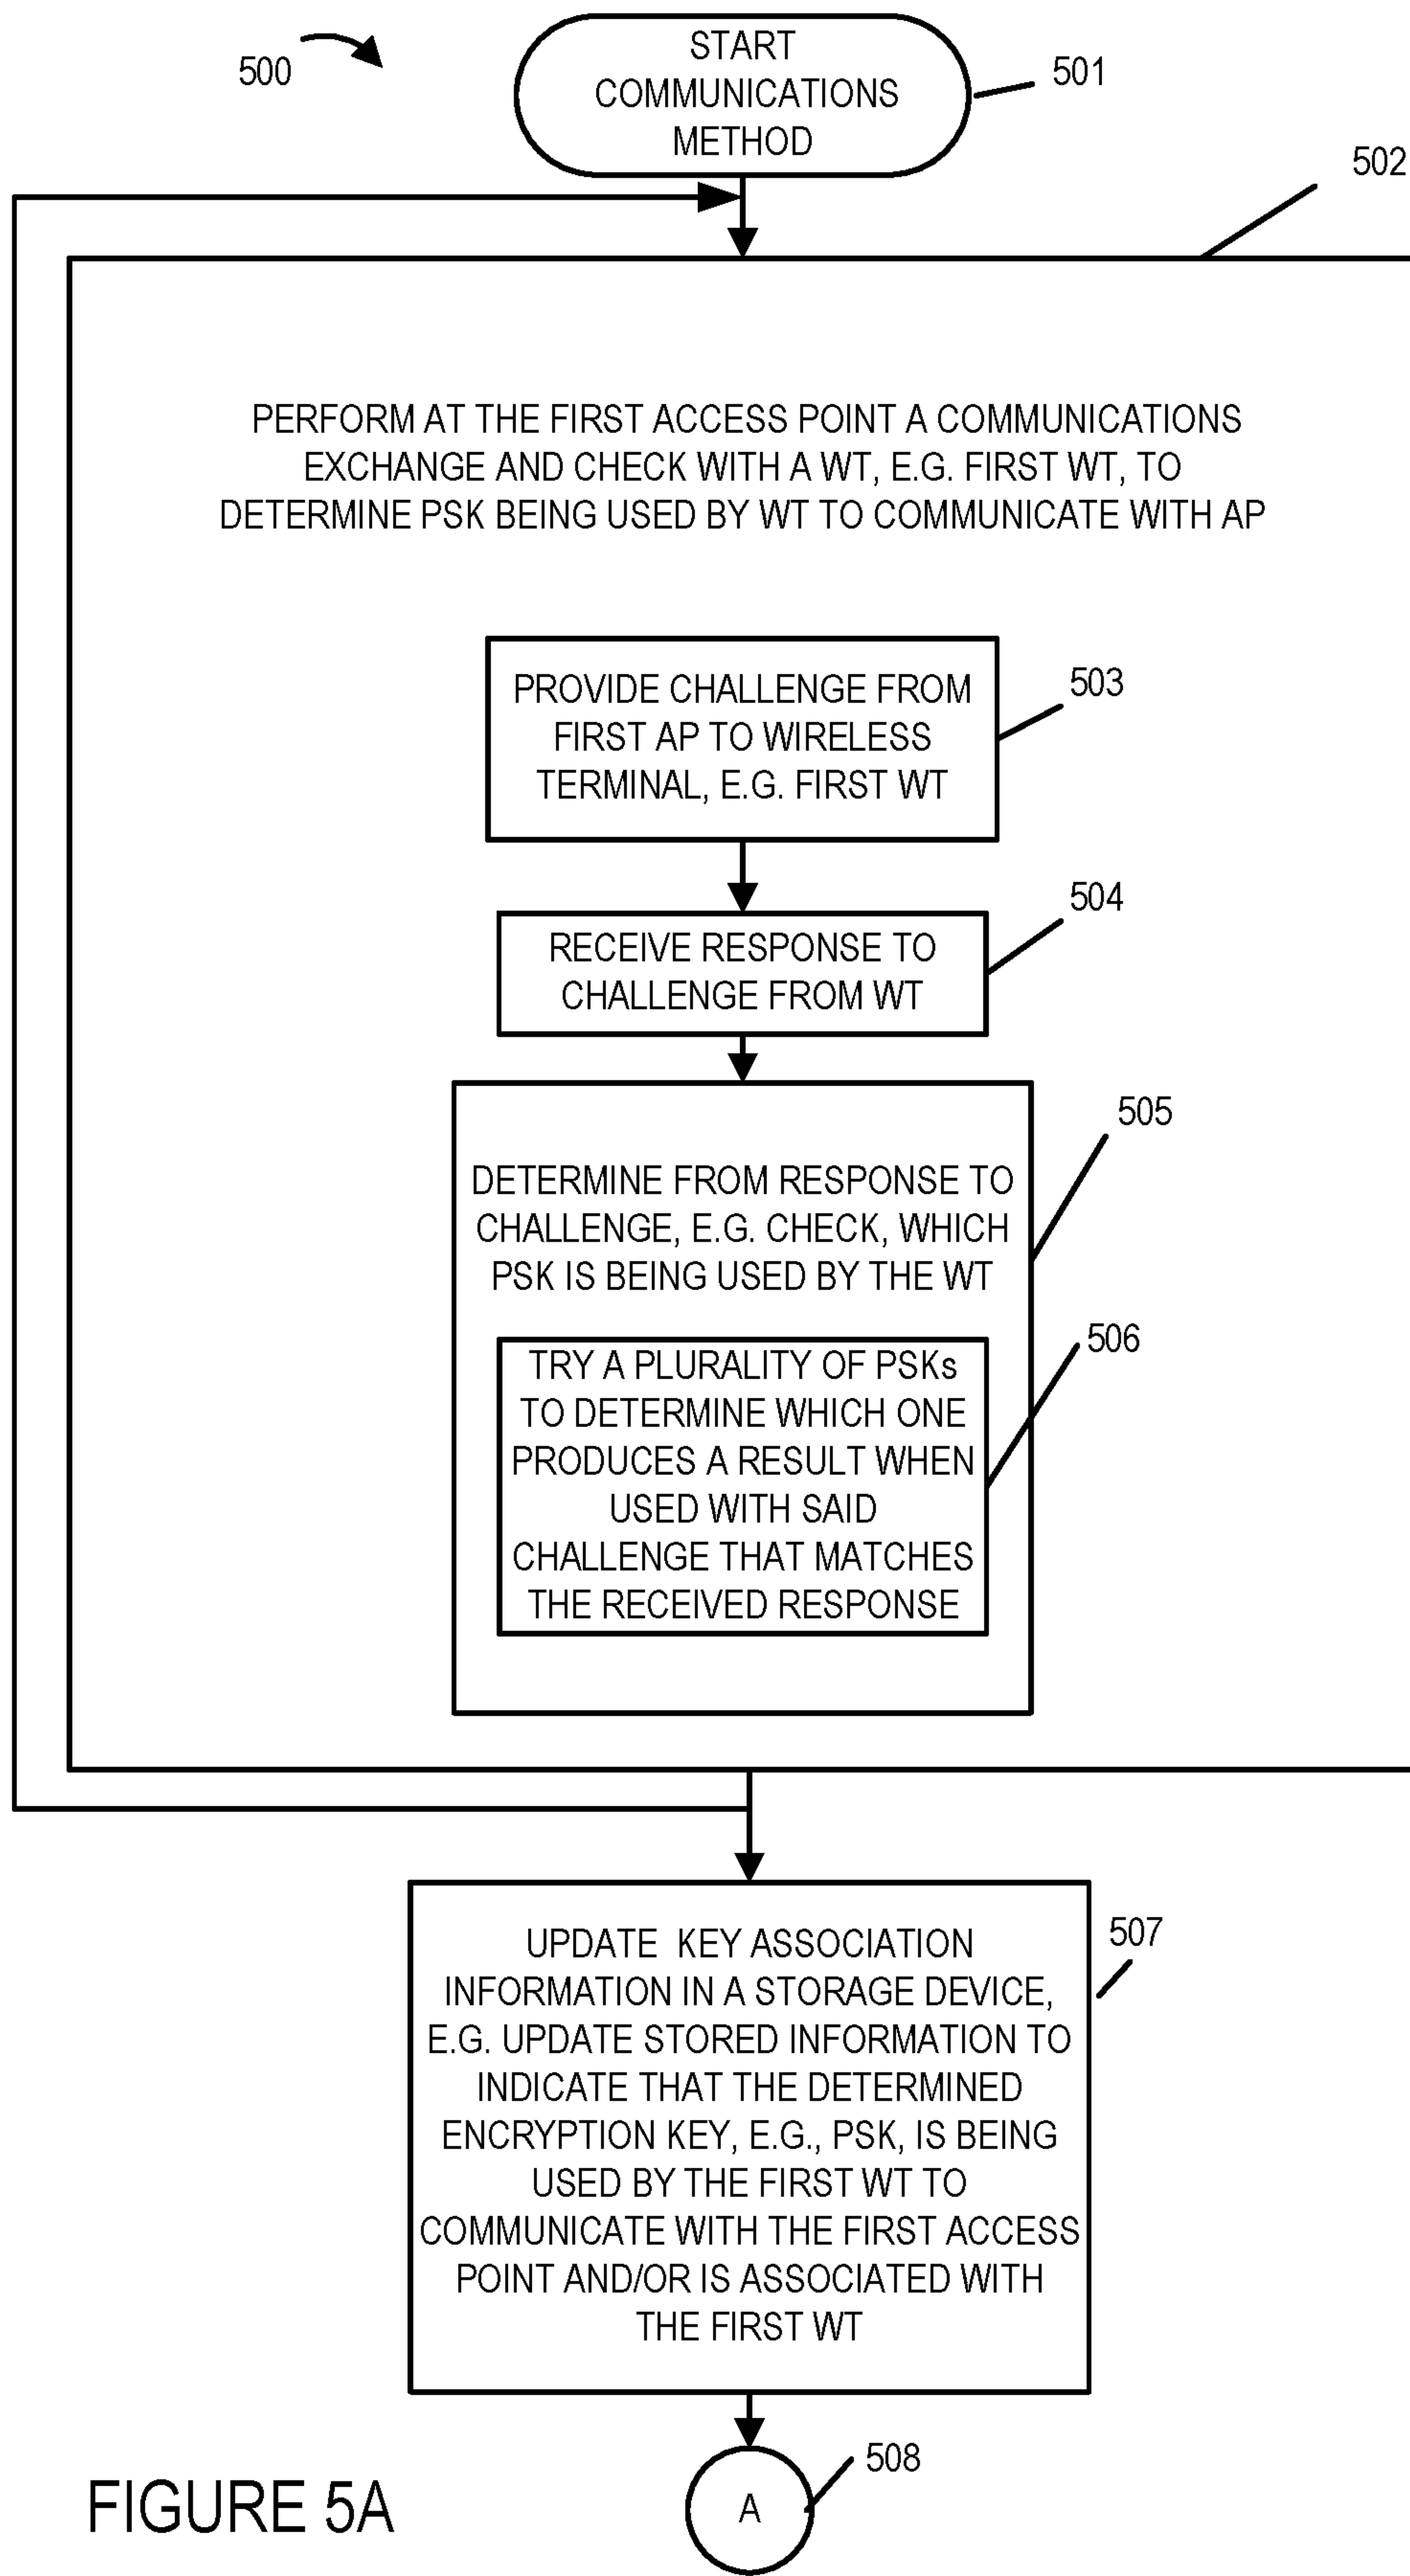 500
START
COMMUNICATIONS
METHOD
501
502
PERFORM AT THE FIRST ACCESS POINT A COMMUNICATIONS
EXCHANGE AND CHECK WITH A WT, E.G. FIRST WT, TO
DETERMINE PSK BEING USED BY WT TO COMMUNICATE WITH AP
PROVIDE CHALLENGE FROM
FIRST AP TO WIRELESS
TERMINAL, E.G. FIRST WT
503
RECEIVE RESPONSE TO
CHALLENGE FROM WT
504
DETERMINE FROM RESPONSE TO
CHALLENGE, E.G. CHECK, WHICH
PSK IS BEING USED BY THE WT
505
TRY A PLURALITY OF PSKs
TO DETERMINE WHICH ONE
PRODUCES A RESULT WHEN
USED WITH SAID
CHALLENGE THAT MATCHES
THE RECEIVED RESPONSE
506
UPDATE KEY ASSOCIATION
INFORMATION IN A STORAGE DEVICE,
E.G. UPDATE STORED INFORMATION TO
INDICATE THAT THE DETERMINED
ENCRYPTION KEY, E.G., PSK, IS BEING
USED BY THE FIRST WT TO
COMMUNICATE WITH THE FIRST ACCESS
POINT AND/OR IS ASSOCIATED WITH
THE FIRST WT
507
A
508
FIGURE 5A